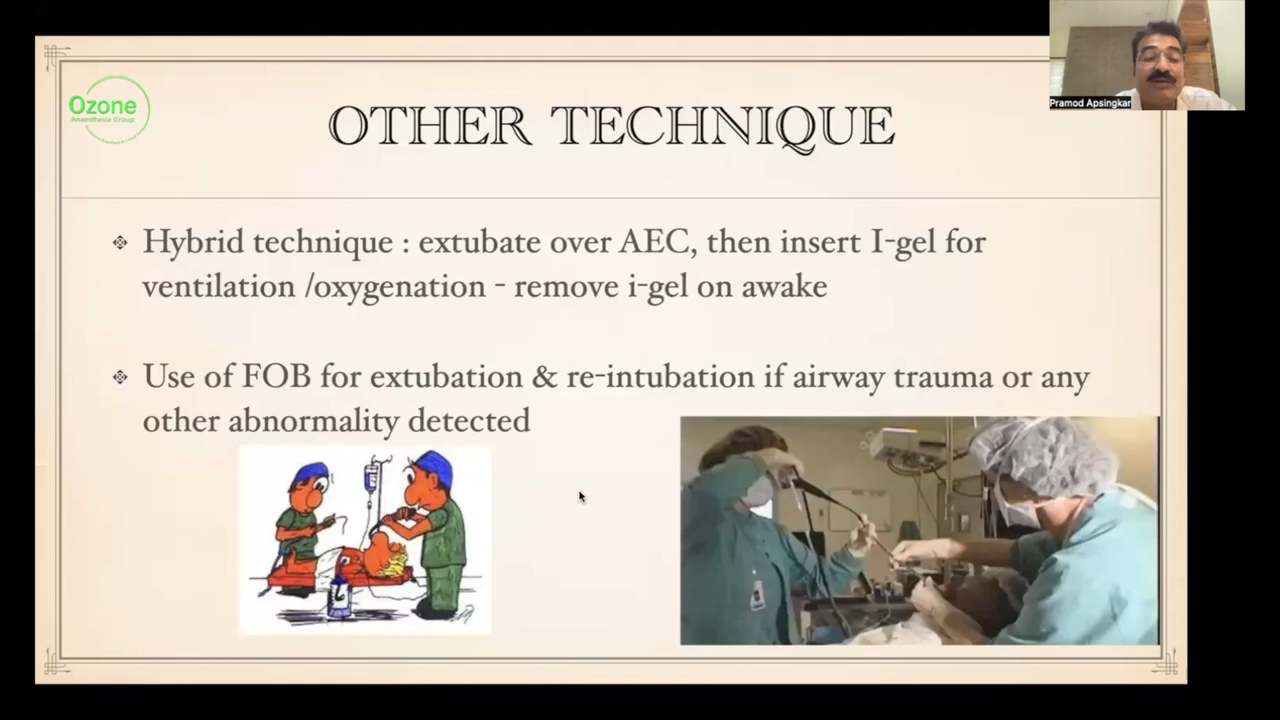 Ozone
Anaesthesia Group
Pramod Apsingkar
OTHER TECHNIQUE
Hybrid technique : extubate over AEC, then insert I-gel for
ventilation /oxygenation - remove i-gel on awake
Use of FOB for extubation & re-intubation if airway trauma or any
other abnormality detected